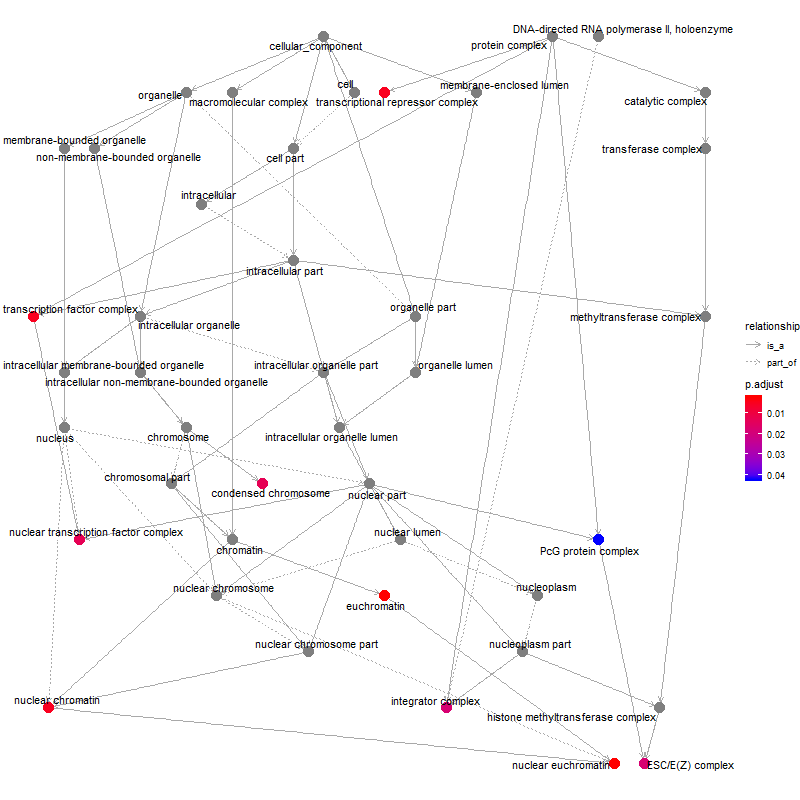 DNA-directed RNA polymerase II, holoenzyme
cellular_component
protein complex
cell
membrane-enclosed lumen
organelle
macromolecular complex
transcriptional repressor complex
catalytic complex
membrane-bounded organelle
non-membrane-bounded organelle
cell part
transferase complex
intracellular
intracellular part
transcription factor complex
intracellular organelle
organelle part
methyltransferase complex
intracellular membrane-bounded organelle
intracellular non-membrane-bounded organelle
intracellular organelle part
organelle lumen
nucleus
chromosome
intracellular organelle lumen
chromosomal part
condensed chromosome
nuclear part
nuclear transcription factor complex
chromatin
nuclear lumen
PcG protein complex
nuclear chromosome
euchromatin
nucleoplasm
nuclear chromosome part
nucleoplasm part
nuclear chromatin
integrator complex
histone methyltransferase complex
nuclear euchromatin
ESC/E(Z) complex
relationship
is_a
part_of
p.adjust
0.01
0.02
0.03
0.04